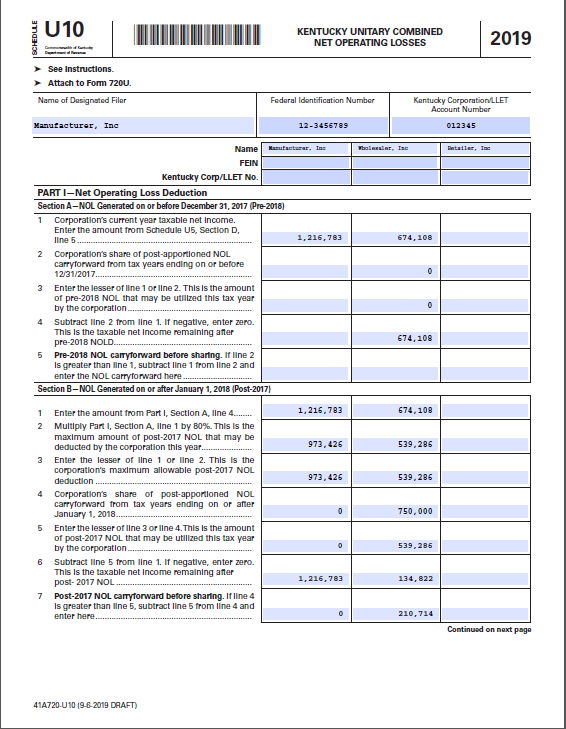 SCHEDULE
U10
Commonwealth of Kentucky
Department of Revenue
KENTUCKY UNITARY COMBINED
NET OPERATING LOSSES
2019
➤ See Instructions.
➤ Attach to Form 720U.
Name of Designated Filer
Federal Identification Number
Kentucky Corporation/LLET
Account Number
Manufacturer, Inc 12-3456789 012345
Name Manufacturer, Inc Wholesaler, Inc Retailer, Inc
FEIN
Kentucky Corp/LLET No.
PART I—Net Operating Loss Deduction
Section A—NOL Generated on or before December 31, 2017 (Pre-2018)
1 Corporation's current year taxable net income.
Enter the amount from Schedule U5, Section D,
line 5 1,216,783 674,108
2 Corporation's share of post-apportioned NOL
carryforward from tax years ending on or before
12/31/2017 0
3 Enter the lesser of line 1 or line 2. This is the amount
of pre-2018 NOL that may be utilized this tax year
by the corporation 0
4 Subtract line 2 from line 1. If negative, enter zero.
This is the taxable net income remaining after
pre-2018 NOLD 674,108
5 Pre-2018 NOL carryforward before sharing. If line 2
is greater than line 1, subtract line 1 from line 2 and
enter the NOL carryforward here
Section B—NOL Generated on or after January 1, 2018 (Post-2017)
1 Enter the amount from Part I, Section A, line 4 1,216,783 674,108
2 Multiply Part I, Section A, line 1 by 80%. This is the
maximum amount of post-2017 NOL that may be
deducted by the corporation this year 973,426 539,286
3 Enter the lesser of line 1 or line 2. This is the
corporation's maximum allowable post-2017 NOL
deduction 973,426 539,286
4 Corporation's share of post-apportioned NOL
carryforward from tax years ending on or after
January 1, 2018 0 750,000
5 Enter the lesser of line 3 or line 4. This is the amount
of post-2017 NOL that may be utilized this tax year
by the corporation 0 539,286
6 Subtract line 5 from line 1. If negative, enter zero.
This is the taxable net income remaining after
post- 2017 NOL 1,216,783 134,822
7 Post-2017 NOL carryforward before sharing. If line 4
is greater than line 5, subtract line 5 from line 4 and
enter here 0 210,714
Continued on next page
41A720-U10 (9-6-2019 DRAFT)